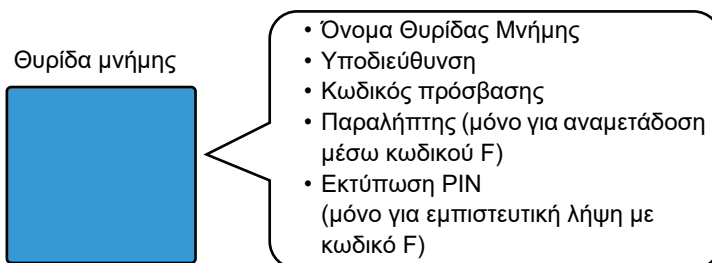 Θυρίδα μνήμης
• Όνομα Θυρίδας Μνήμης
• Υποδιεύθυνση
• Κωδικός πρόσβασης
• Παραλήπτης (μόνο για αναμετάδοση
μέσω κωδικού F)
• Εκτύπωση PIN
(μόνο για εμπιστευτική λήψη με
κωδικό F)